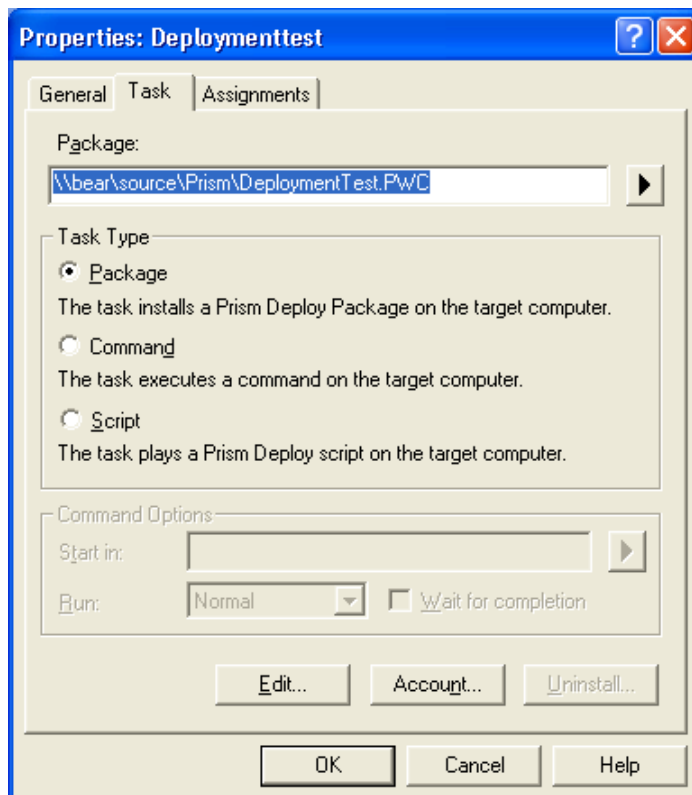 Properties: Deploymenttest
General Task Assignments
Package:
\\bear\source\Prism\DeploymentTest.PWC
Task Type
Package
The task installs a Prism Deploy Package on the target computer.
Command
The task executes a command on the target computer.
Script
The task plays a Prism Deploy script on the target computer.
Command Options
Start in:
Run: Normal Wait for completion
Edit... Account... Uninstall...
OK Cancel Help